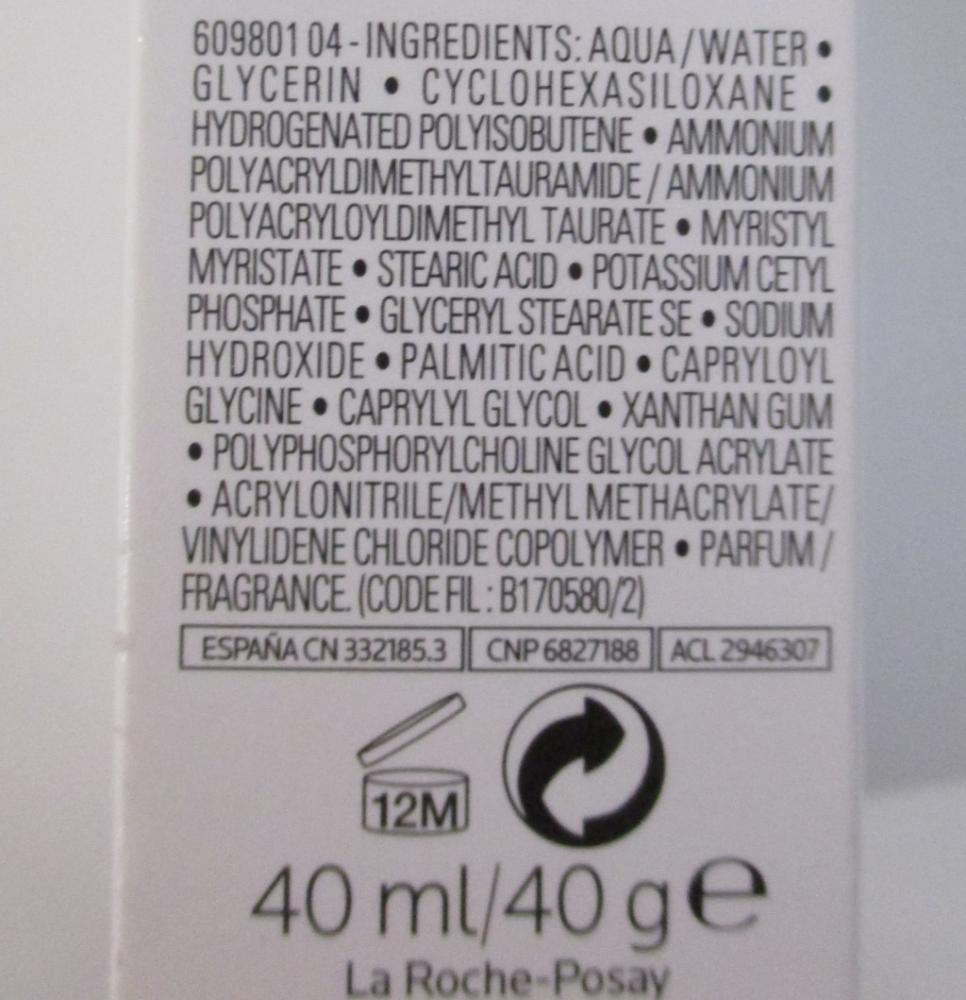 609801 04 - INGREDIENTS: AQUA / WATER •
GLYCERIN • CYCLOHEXASILOXANE •
HYDROGENATED POLYISOBUTENE • AMMONIUM
POLYACRYLDIMETHYLTAURAMIDE / AMMONIUM
POLYACRYLOYLDIMETHYL TAURATE • MYRISTYL
MYRISTATE • STEARIC ACID • POTASSIUM CETYL
PHOSPHATE • GLYCERYL STEARATE SE • SODIUM
HYDROXIDE • PALMITIC ACID • CAPRYLOYL
GLYCINE • CAPRYLYL GLYCOL • XANTHAN GUM
• POLYPHOSPHORYLCHOLINE GLYCOL ACRYLATE
• ACRYLONITRILE/METHYL METHACRYLATE/
VINYLIDENE CHLORIDE COPOLYMER • PARFUM /
FRAGRANCE. (CODE FIL : B170580/2)
ESPAÑA CN 332185.3 CNP 6827188 ACL 2946307
12M
40 ml/40 g e
La Roche-Posay